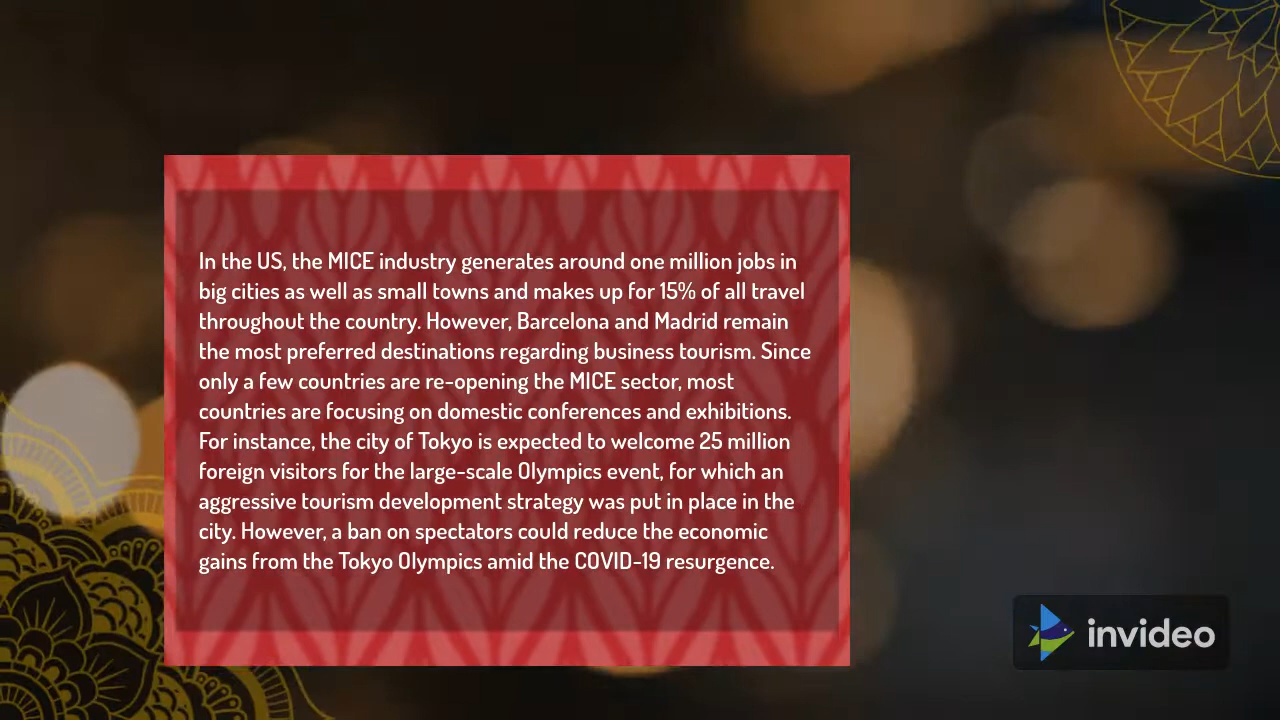 In the US, the MICE industry generates around one million jobs in
big cities as well as small towns and makes up for 15% of all travel
throughout the country. However, Barcelona and Madrid remain
the most preferred destinations regarding business tourism. Since
only a few countries are re-opening the MICE sector, most
countries are focusing on domestic conferences and exhibitions.
For instance, the city of Tokyo is expected to welcome 25 million
foreign visitors for the large-scale Olympics event, for which an
aggressive tourism development strategy was put in place in the
city. However, a ban on spectators could reduce the economic
gains from the Tokyo Olympics amid the COVID-19 resurgence.
invideo